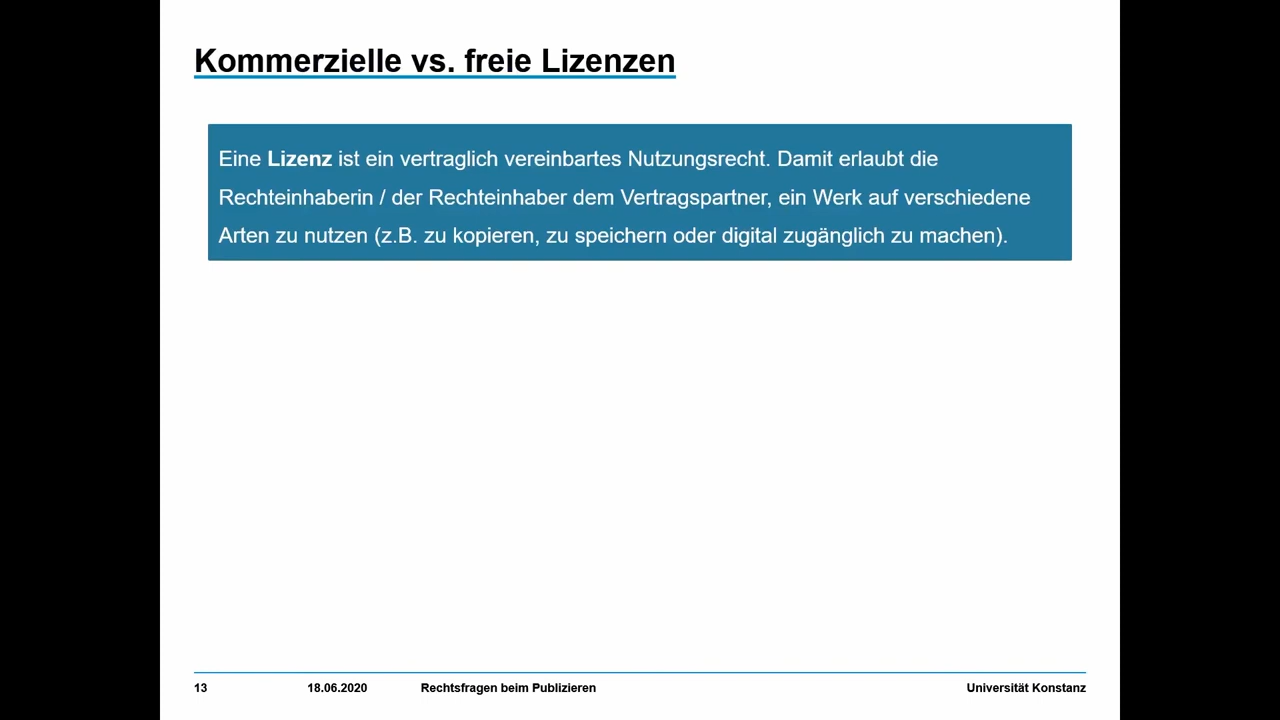 Kommerzielle vs. freie Lizenzen
Eine Lizenz ist ein vertraglich vereinbartes Nutzungsrecht. Damit erlaubt die
Rechteinhaberin / der Rechteinhaber dem Vertragspartner, ein Werk auf verschiedene
Arten zu nutzen (z.B. zu kopieren, zu speichern oder digital zugänglich zu machen).
13 18.06.2020 Rechtsfragen beim Publizieren Universität Konstanz